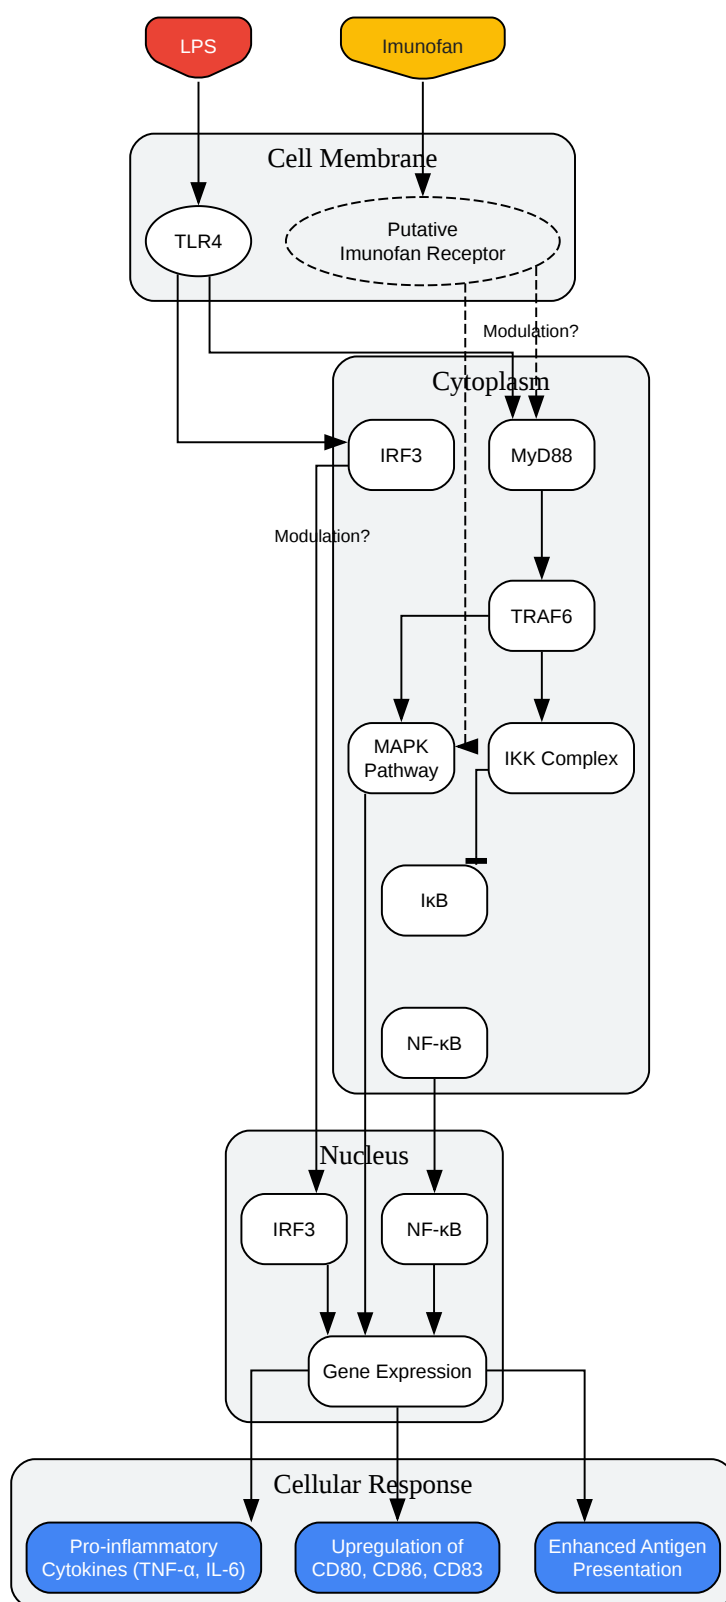 LPS
Imunofan
Cell Membrane
TLR4
Putative
Imunofan Receptor
Modulation?
Cytoplasm
IRF3
MyD88
Modulation?
TRAF6
MAPK
Pathway
IKK Complex
IκB
NF-κB
Nucleus
IRF3
NF-κB
Gene Expression
Cellular Response
Pro-inflammatory
Cytokines (TNF-α, IL-6)
Upregulation of
CD80, CD86, CD83
Enhanced Antigen
Presentation